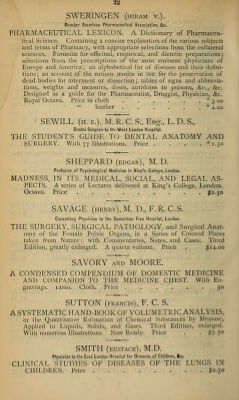 32
SWERINGEN (HIRAM V.).
Member American Pharmaceutical Association, &c.
PHARMACEUTICAL LEXICON. A Dictionary of Pharmaceu-
tical Science. Containing a concise explanation of the various subjects
and terms of Pharmacy, with appropriate selections from the collateral
sciences. Formulæ for officinal, empirical, and dietetic preparations;
selections from the prescriptions of the most eminent physicians of
Europe and America; an alphabetical list of diseases and their defini-
tions; an account of the various modes in use for the preservation of
dead bodies for interment or dissection; tables of signs and abbrevia-
tions, weights and measures, doses, antidotes to poisons, &c., &c.
Designed as a guide for the Pharmaceutist, Druggist, Physician, &c.
Royal Octavo. Price in cloth . . . $3.00
" leather . . . 4.00
SEWILL (H. E.), M. R. C. S., Eng., L. D. S.,
Dental Surgeon to the West London Hospital.
THE STUDENT'S GUIDE TO DENTAL ANATOMY AND
SURGERY. With 77 Illustrations. Price . . $1.50
SHEPPARD (EDGAR), M. D.
Professor of Psychological Medicine in King's College, London.
MADNESS, IN ITS MEDICAL, SOCIAL, AND LEGAL AS-
PECTS. A series of Lectures delivered at King's College, London.
Octavo. Price . . . $2.50
SAVAGE (HENRY), M. D., F. R. C. S.
Consulting Physician to the Samaritan Free Hospital, London.
THE SURGERY, SURGICAL PATHOLOGY, and Surgical Anat-
omy of the Female Pelvic Organs, in a Series of Colored Plates
taken from Nature: with Commentaries, Notes, and Cases. Third
Edition, greatly enlarged. A quarto volume. Price . $14.00
SAVORY AND MOORE.
A CONDENSED COMPENDIUM OF DOMESTIC MEDICINE
AND COMPANION TO THE MEDICINE CHEST. With En-
gravings. 12mo. Cloth. Price . . . .50
SUTTON (FRANCIS), F. C. S.
A SYSTEMATIC HAND-BOOK OF VOLUMETRIC ANALYSIS,
or the Quantitative Estimation of Chemical Substances by Measure,
Applied to Liquids, Solids, and Gases. Third Edition, enlarged.
With numerous Illustrations. Now Ready. Price . $5.50
SMITH (EUSTACE), M. D.
Physician to the East London Hospital for Diseases of Children, &c.
CLINICAL STUDIES OF DISEASES OF THE LUNGS IN
CHILDREN. Price . . . $2.50